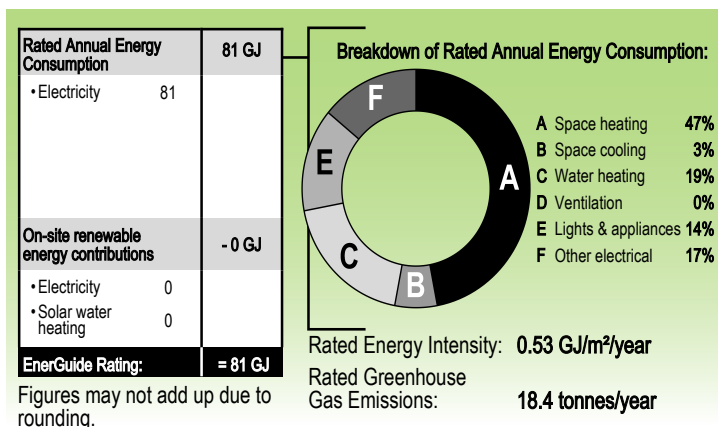 Rated Annual Energy
Consumption
81 GJ
•Electricity 81
On-site renewable
energy contributions
- 0 GJ
•Electricity 0
•Solar water
heating 0
EnerGuide Rating: = 81 GJ
Figures may not add up due to
rounding.
Breakdown of Rated Annual Energy Consumption:
F
E
A
C
B
A Space heating 47%
B Space cooling 3%
C Water heating 19%
D Ventilation 0%
E Lights & appliances 14%
F Other electrical 17%
Rated Energy Intensity: 0.53 GJ/m²/year
Rated Greenhouse
Gas Emissions: 18.4 tonnes/year